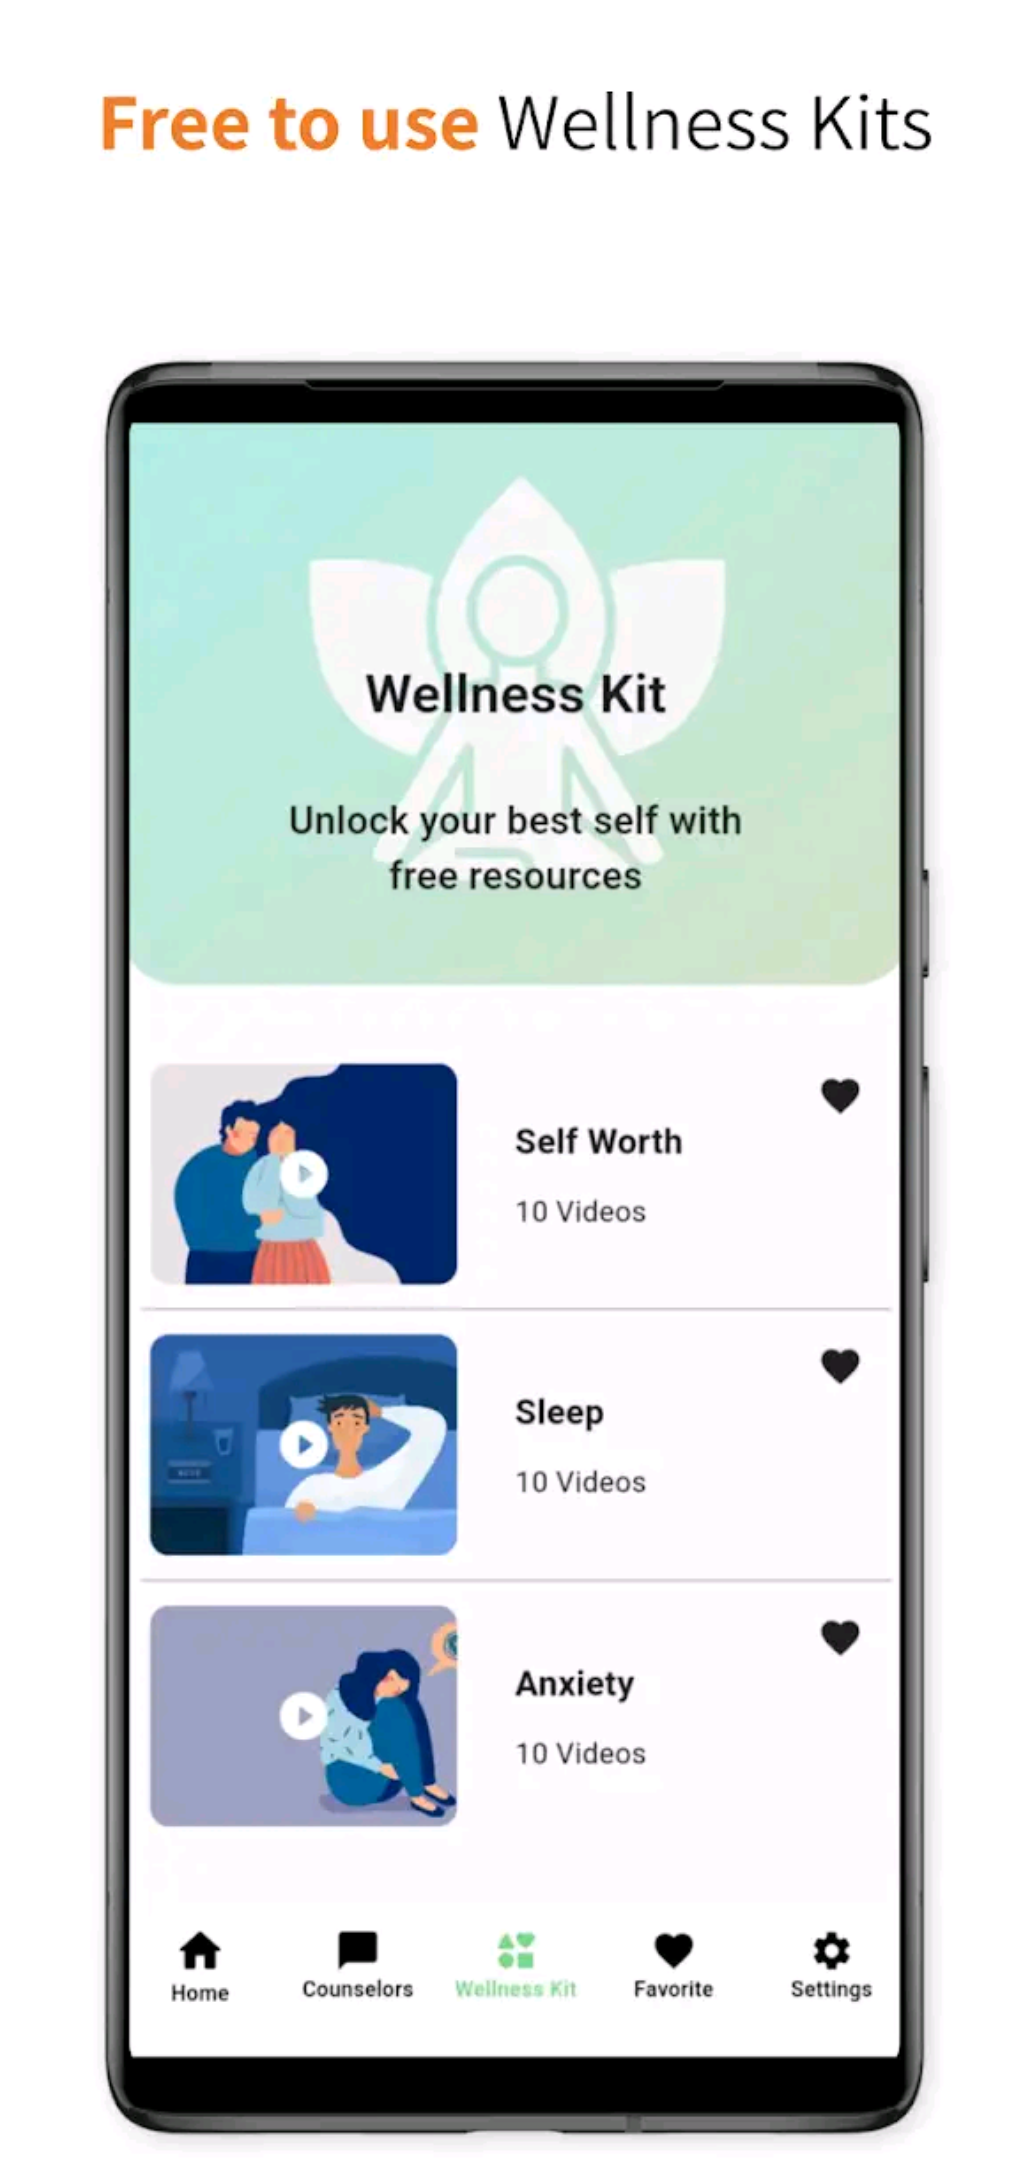 Free to use Wellness Kits
Wellness Kit
Unlock your best self with
free resources
Self Worth
10 Videos
Sleep
10 Videos
Anxiety
10 Videos
Home
Counselors
Wellness Kit
Favorite
Settings